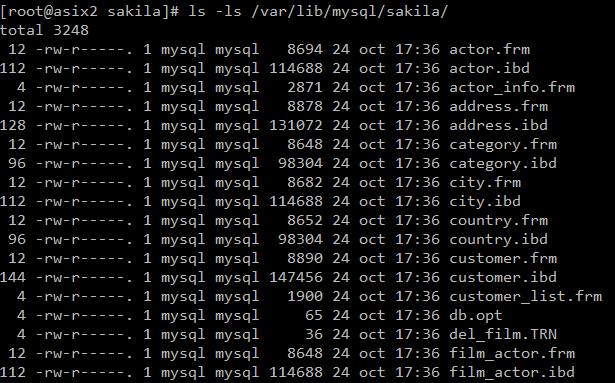 [root@asix2 sakila]# ls -ls /var/lib/mysql/sakila/
total 3248
 12 -rw-r-----. 1 mysql mysql   8694 24 oct 17:36 actor.frm
112 -rw-r-----. 1 mysql mysql 114688 24 oct 17:36 actor.ibd
  4 -rw-r-----. 1 mysql mysql   2871 24 oct 17:36 actor_info.frm
 12 -rw-r-----. 1 mysql mysql   8878 24 oct 17:36 address.frm
128 -rw-r-----. 1 mysql mysql 131072 24 oct 17:36 address.ibd
 12 -rw-r-----. 1 mysql mysql   8648 24 oct 17:36 category.frm
 96 -rw-r-----. 1 mysql mysql  98304 24 oct 17:36 category.ibd
 12 -rw-r-----. 1 mysql mysql   8682 24 oct 17:36 city.frm
112 -rw-r-----. 1 mysql mysql 114688 24 oct 17:36 city.ibd
 12 -rw-r-----. 1 mysql mysql   8652 24 oct 17:36 country.frm
 96 -rw-r-----. 1 mysql mysql  98304 24 oct 17:36 country.ibd
 12 -rw-r-----. 1 mysql mysql   8890 24 oct 17:36 customer.frm
144 -rw-r-----. 1 mysql mysql 147456 24 oct 17:36 customer.ibd
  4 -rw-r-----. 1 mysql mysql   1900 24 oct 17:36 customer_list.frm
  4 -rw-r-----. 1 mysql mysql     65 24 oct 17:36 db.opt
  4 -rw-r-----. 1 mysql mysql     36 24 oct 17:36 del_film.TRN
 12 -rw-r-----. 1 mysql mysql   8648 24 oct 17:36 film_actor.frm
112 -rw-r-----. 1 mysql mysql 114688 24 oct 17:36 film_actor.ibd